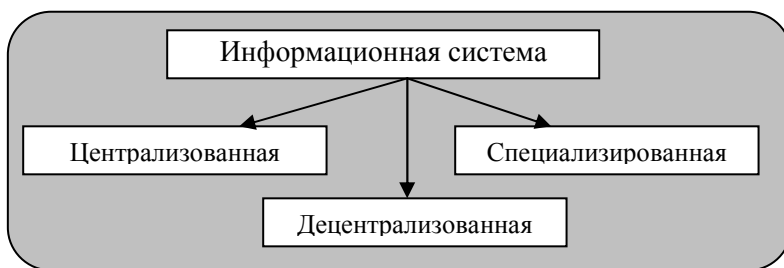 Информационная система
Централизованная
Специализированная
Децентрализованная